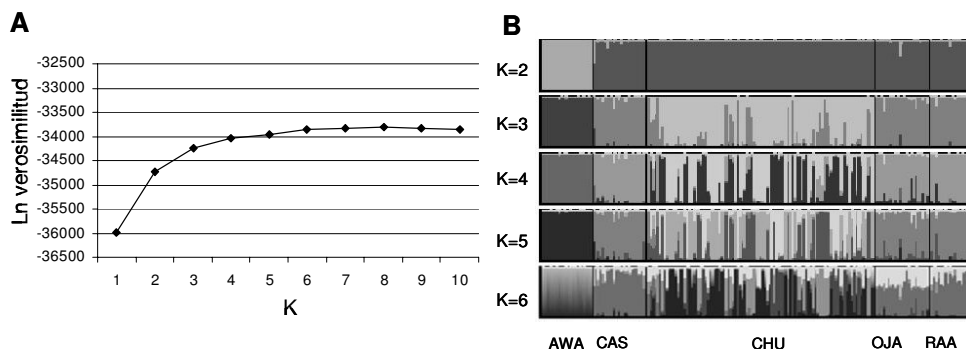 A
Ln verosimilitud
-32500
-33000
-33500
-34000
-34500
-35000
-35500
-36000
-36500
1 2 3 4 5 6 7 8 9 10
K
B
K=2
K=3
K=4
K=5
K=6
AWA CAS CHU OJA RAA